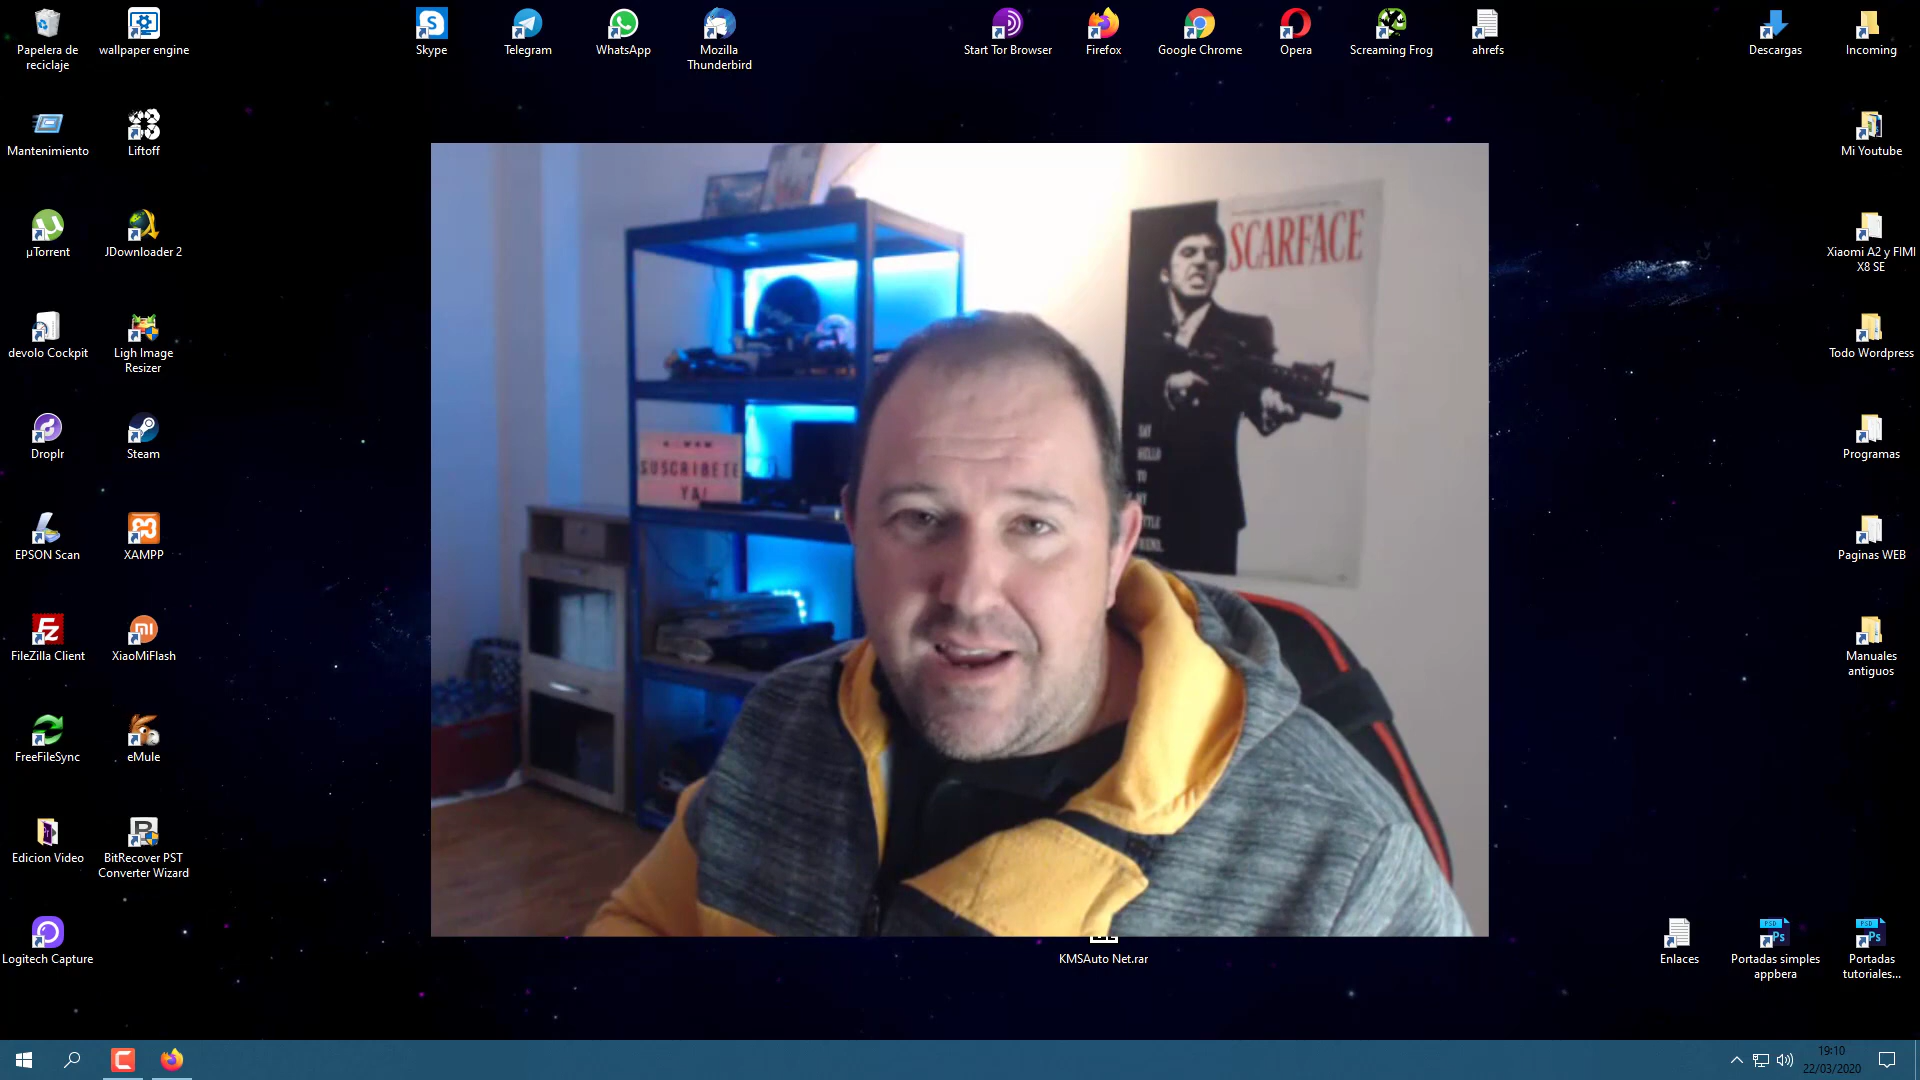 Papelera de
reciclaje
wallpaper engine
Skype
Telegram
WhatsApp
Mozilla
Thunderbird
Start Tor Browser
Firefox
Google Chrome
Opera
Screaming Frog
ahrefs
Descargas
Incoming
Mantenimiento
Liftoff
Mi Youtube
µTorrent
JDownloader 2
Xiaomi A2 y FIMI
X8 SE
devolo Cockpit
Ligh Image
Resizer
Todo Wordpress
Droplr
Steam
Programas
EPSON Scan
XAMPP
Paginas WEB
FileZilla Client
XiaoMiFlash
Manuales
antiguos
FreeFileSync
eMule
Edicion Video
BitRecover PST
Converter Wizard
Logitech Capture
SCARFACE
SAY
HELLO
TO
MY
SUSCRIBETE
YA!
KMSAuto Net.rar
Enlaces
Portadas simples
appbera
Portadas
tutoriales...
19:10
22/03/2020